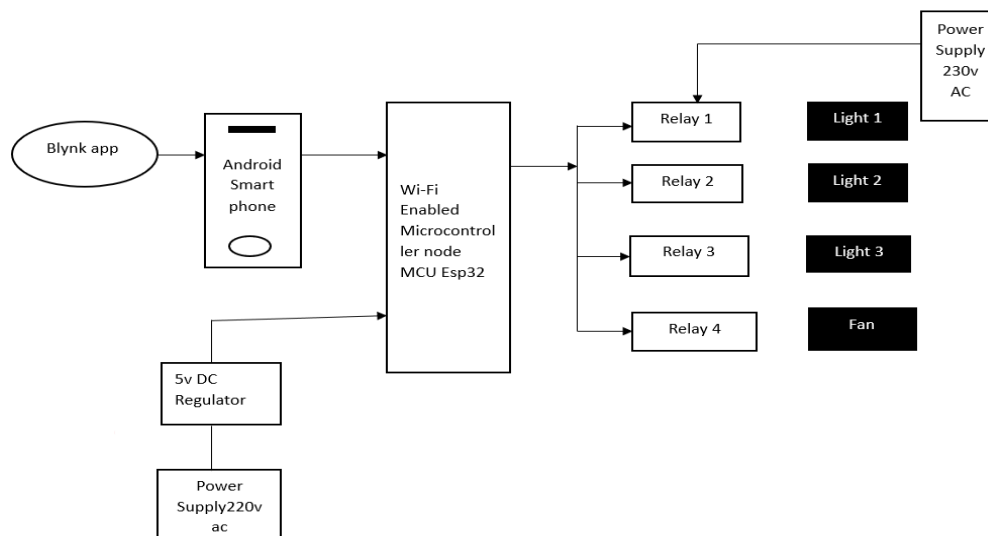 Power
Supply
230v
AC
Relay 1
Light 1
Blynk app
Android
Smart
phone
Wi-Fi
Enabled
Microcontrol
ler node
MCU Esp32
Relay 2
Light 2
Relay 3
Light 3
Relay 4
Fan
5v DC
Regulator
Power
Supply220v
ac